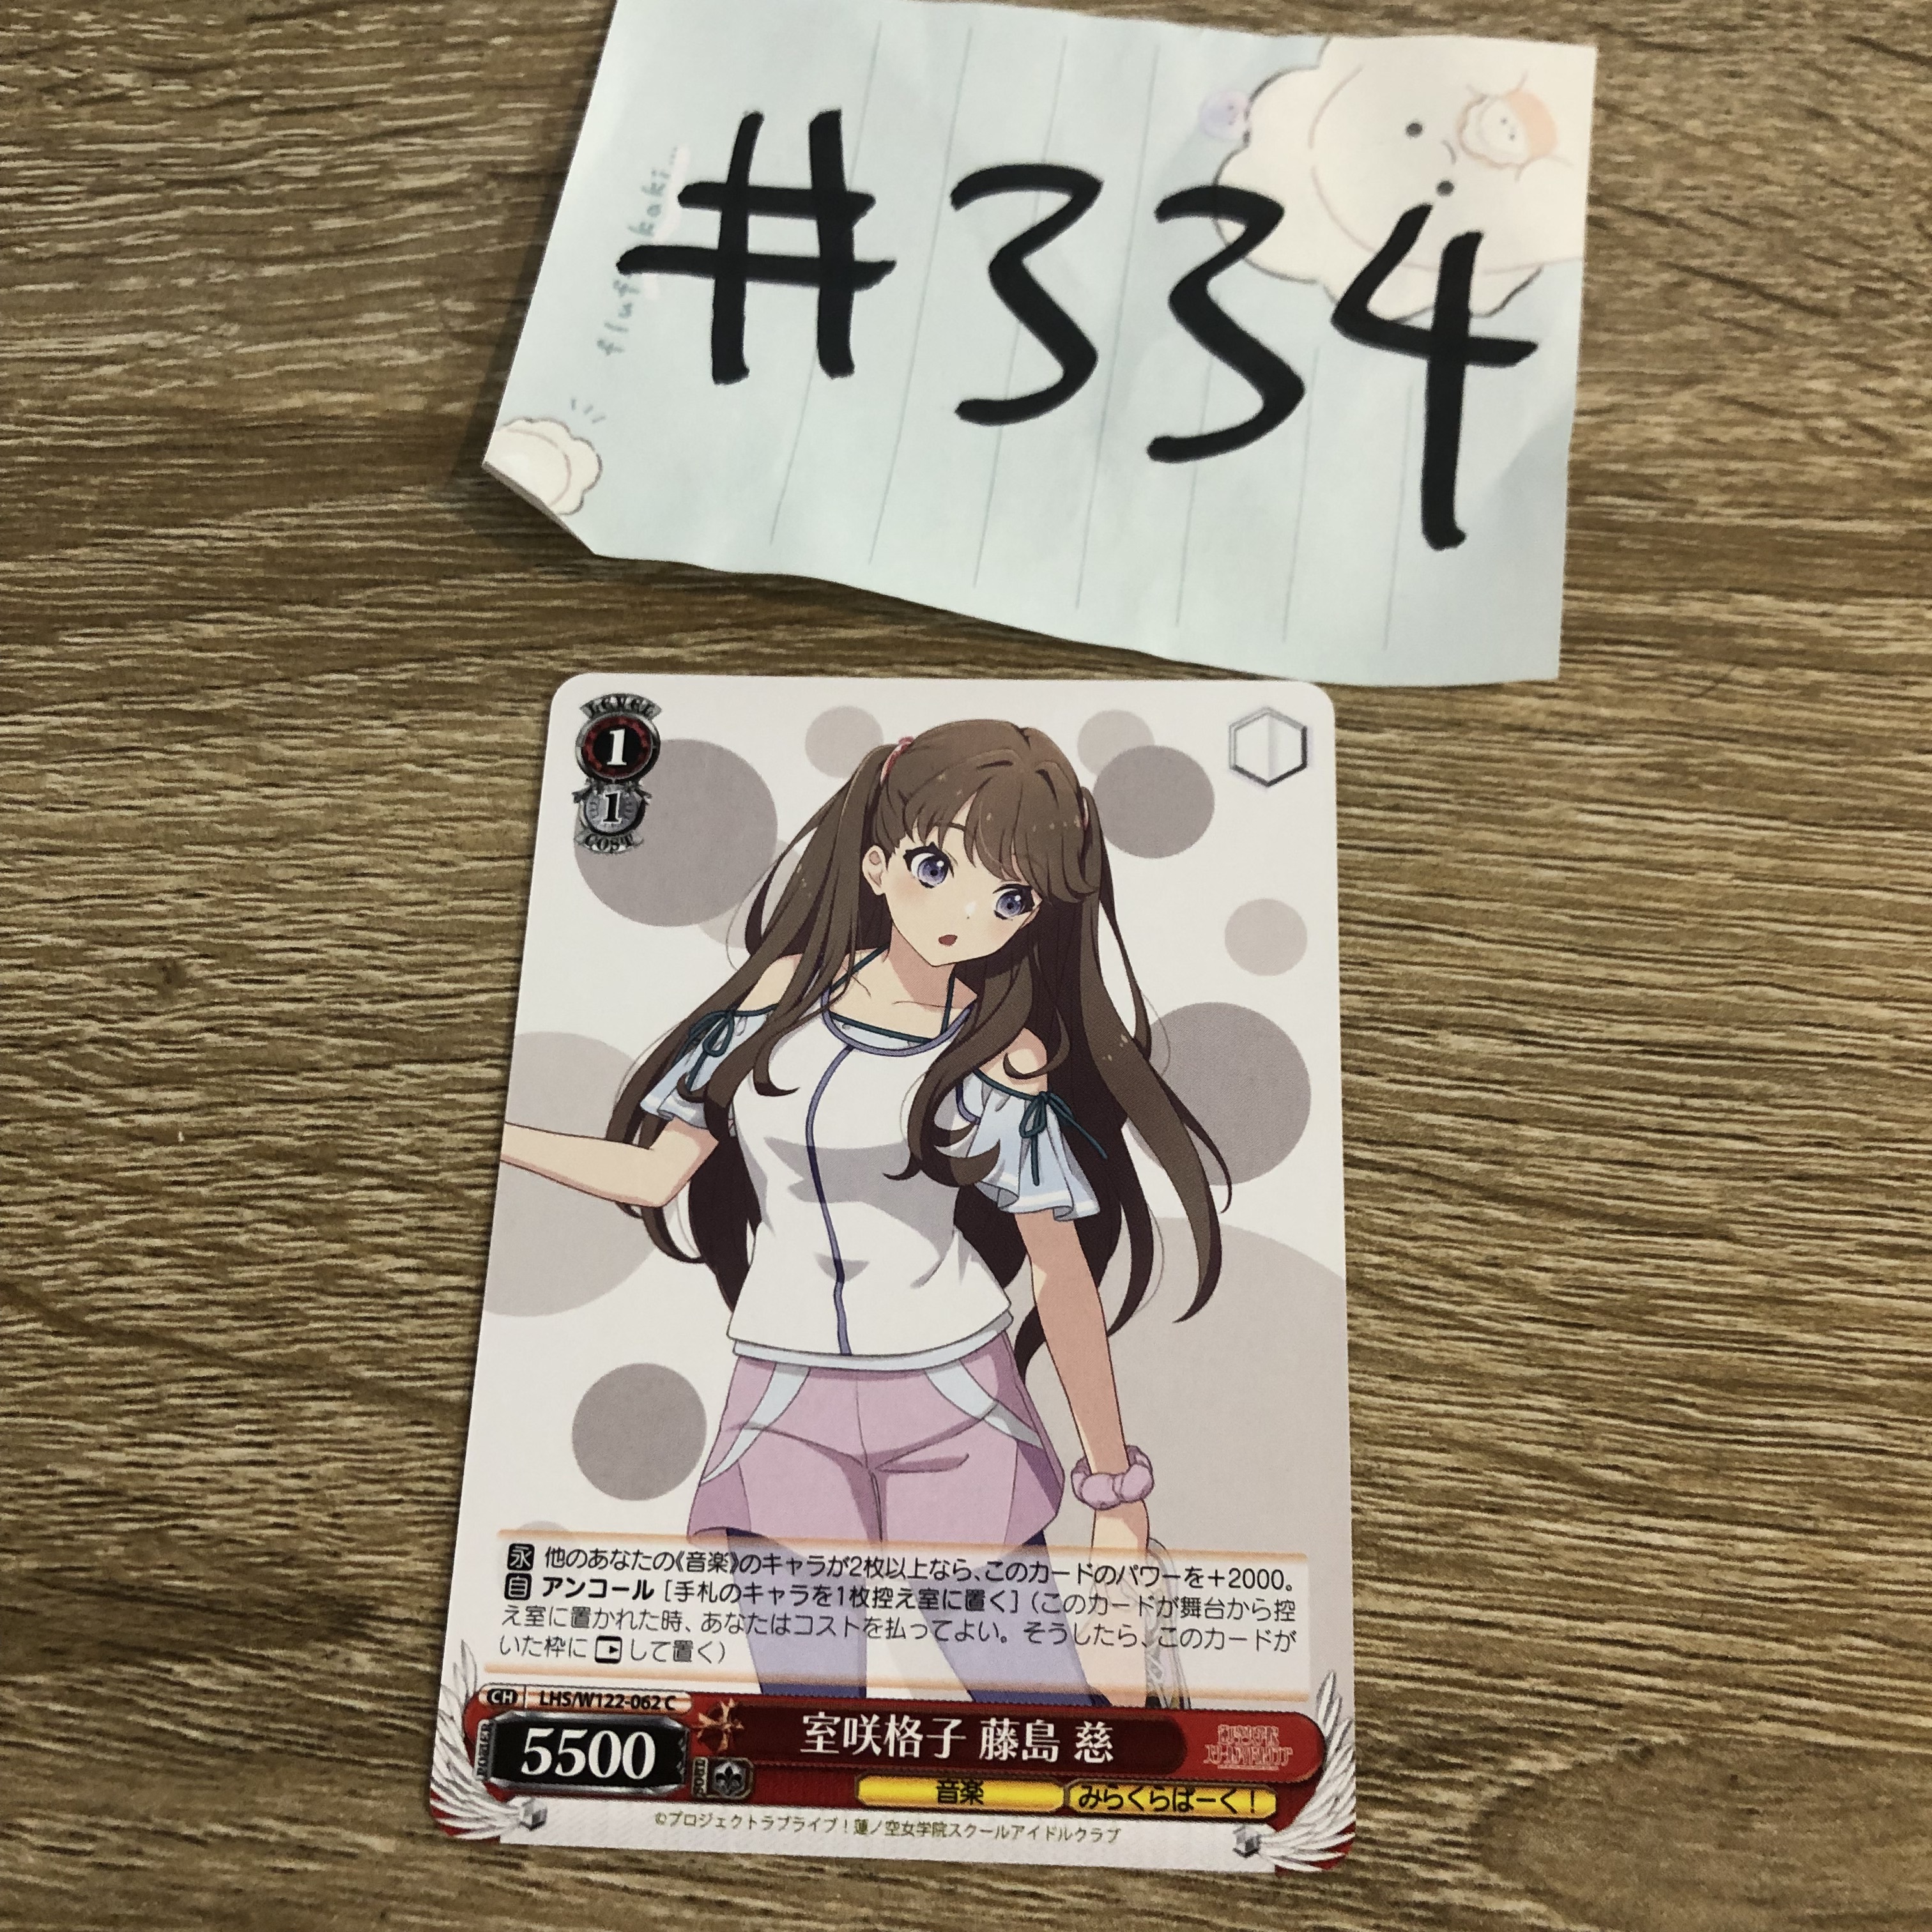 #334
fluf
kaki...
LEVEL
1
1
COST
永 他のあなたの《音楽》のキャラが2枚以上なら、このカードのパワーを+2000。
自 アンコール［手札のキャラを1枚控え室に置く］（このカードが舞台から控
え室に置かれた時、あなたはコストを払ってよい。そうしたら、このカードが
いた枠に して置く）
CH LHS/W122-062 C
POWER 5500
室咲格子 藤島 慈
SOUL
音楽 みらくらぱーく！
©プロジェクトラブライブ！蓮ノ空女学院スクールアイドルクラブ